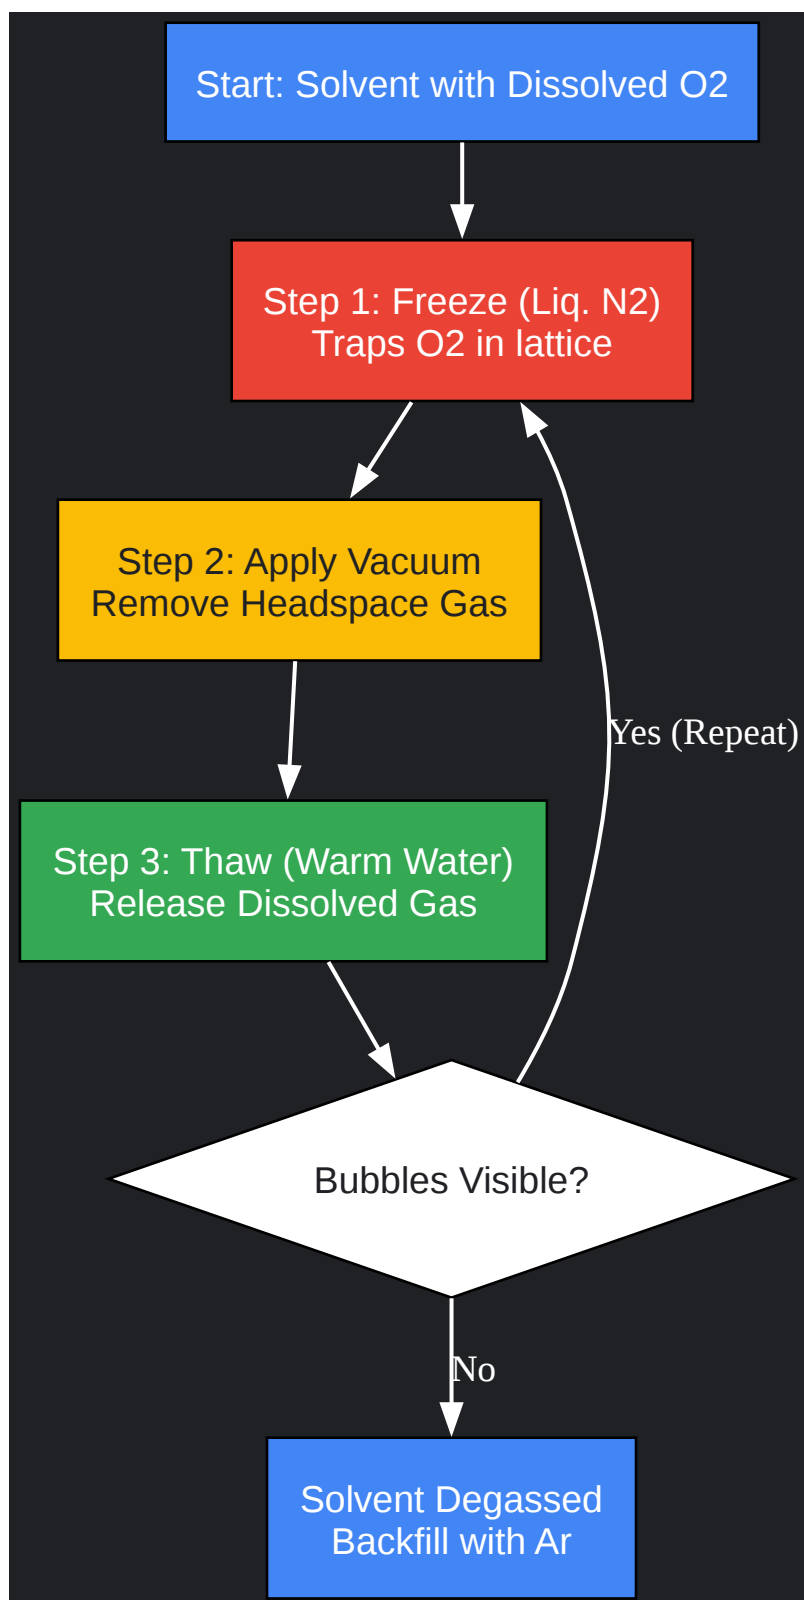 Start: Solvent with Dissolved O2
Step 1: Freeze (Liq. N2)
Traps O2 in lattice
Step 2: Apply Vacuum
Remove Headspace Gas
Yes (Repeat)
Step 3: Thaw (Warm Water)
Release Dissolved Gas
Bubbles Visible?
No
Solvent Degassed
Backfill with Ar